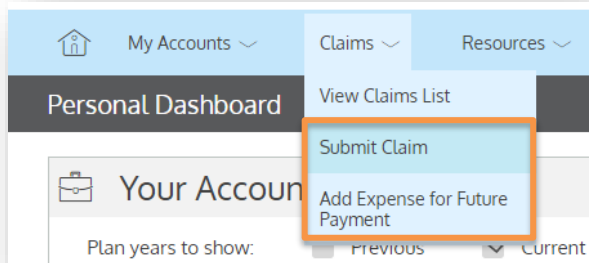 My Accounts Claims Resources
Personal Dashboard
View Claims List
Submit Claim
Add Expense for Future
Payment
Your Accoun
Plan years to show: Previous Current